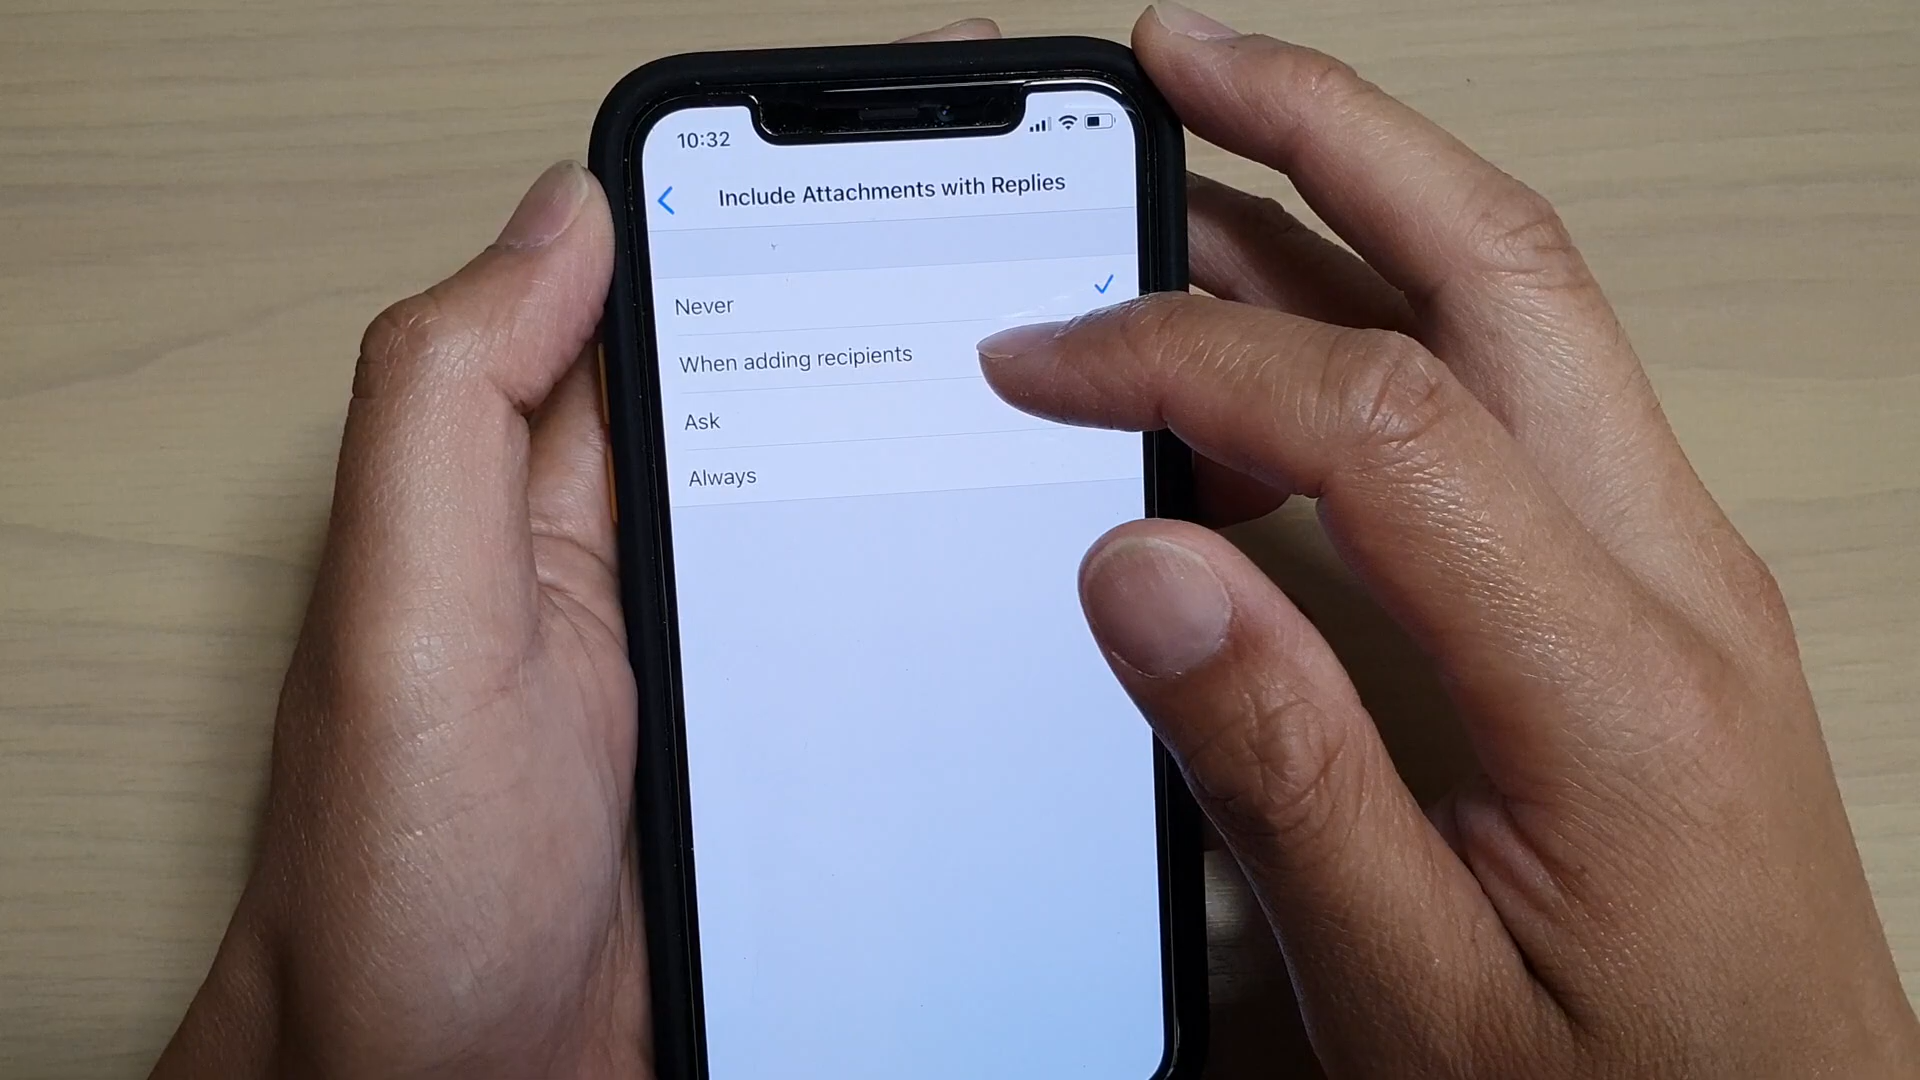 10:32
Include Attachments with Replies
Never
When adding recipients
Ask
Always